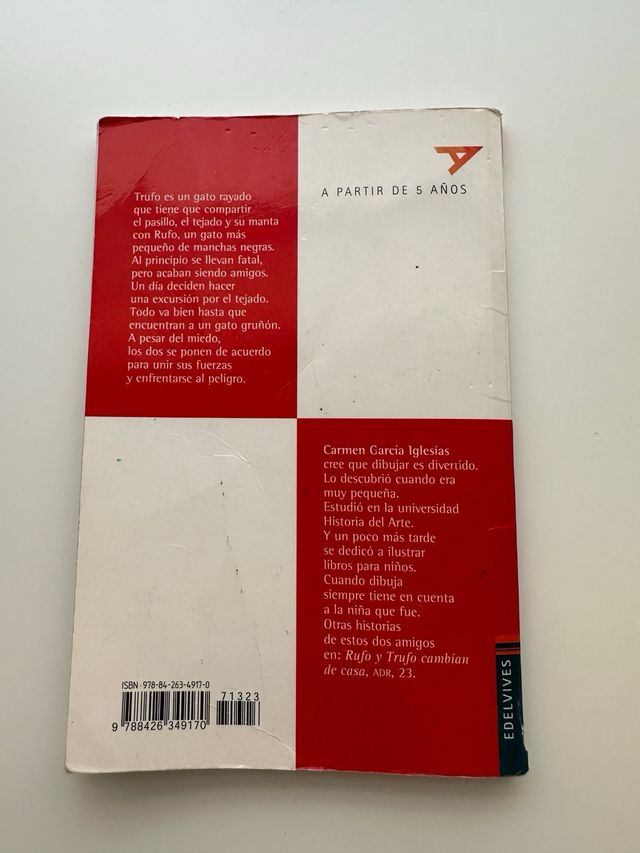 Trufo es un gato rayado
que tiene que compartir
el pasillo, el tejado y su manta
con Rufo, un gato más
pequeño de manchas negras.
Al principio se llevan fatal,
pero acaban siendo amigos.
Un día deciden hacer
una excursión por el tejado.
Todo va bien hasta que
encuentran a un gato gruñón.
A pesar del miedo,
los dos se ponen de acuerdo
para unir sus fuerzas
y enfrentarse al peligro.
A PARTIR DE 5 AÑOS
Carmen García Iglesias
cree que dibujar es divertido.
Lo descubrió cuando era
muy pequeña.
Estudió en la universidad
Historia del Arte.
Y un poco más tarde
se dedicó a ilustrar
libros para niños.
Cuando dibuja
siempre tiene en cuenta
a la niña que fue.
Otras historias
de estos dos amigos
en: Rufo y Trufo cambian
de casa, ADR, 23.
ISBN 978-84-263-4917-0
71323
9 788426 349170
EDELVIVES